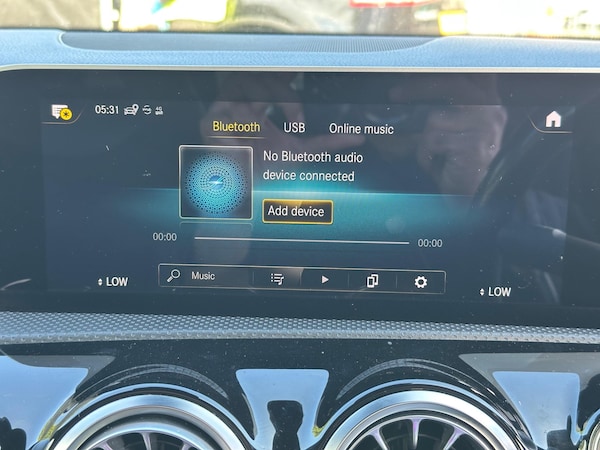 05:31
4G
Bluetooth USB Online music
No Bluetooth audio
device connected
Add device
00:00 00:00
Music
LOW LOW